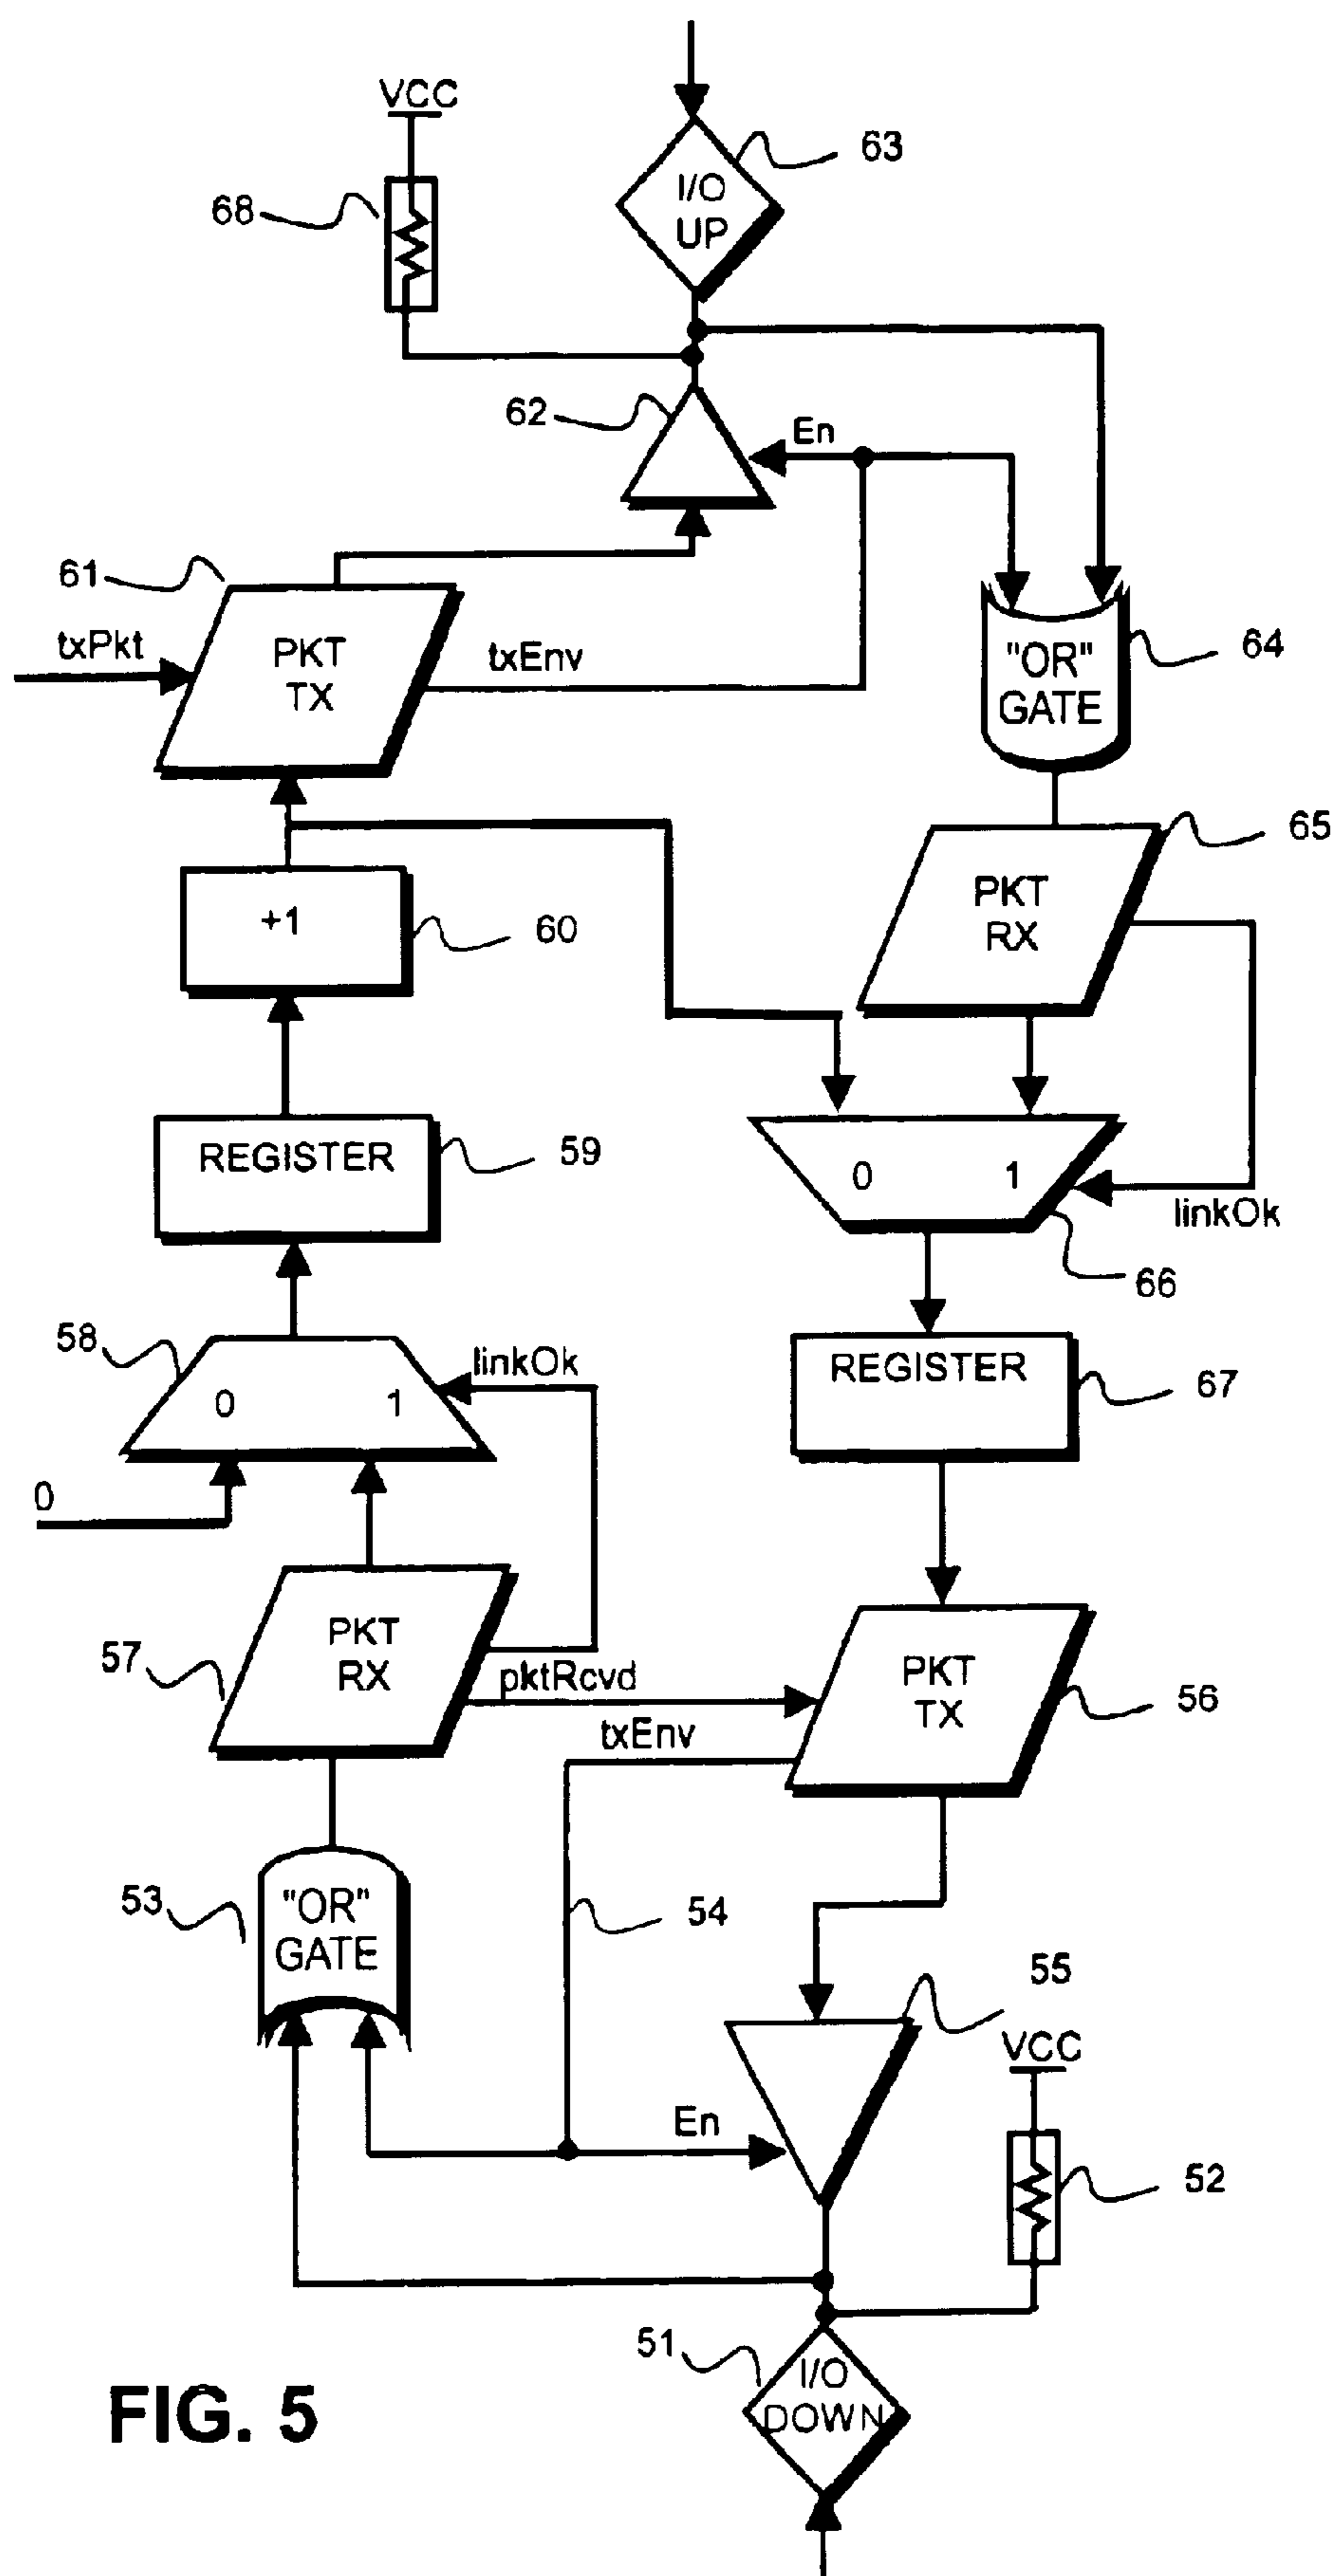 VCC
63
I/O
UP
68
62
En
61
txPkt
PKT
TX
txEnv
"OR"
GATE
64
65
PKT
RX
+1
60
REGISTER
59
0
1
linkOk
66
58
linkOk
0
1
REGISTER
67
0
PKT
RX
57
pktRcvd
txEnv
PKT
TX
56
53
"OR"
GATE
54
55
VCC
En
52
51
I/O
DOWN
FIG. 5